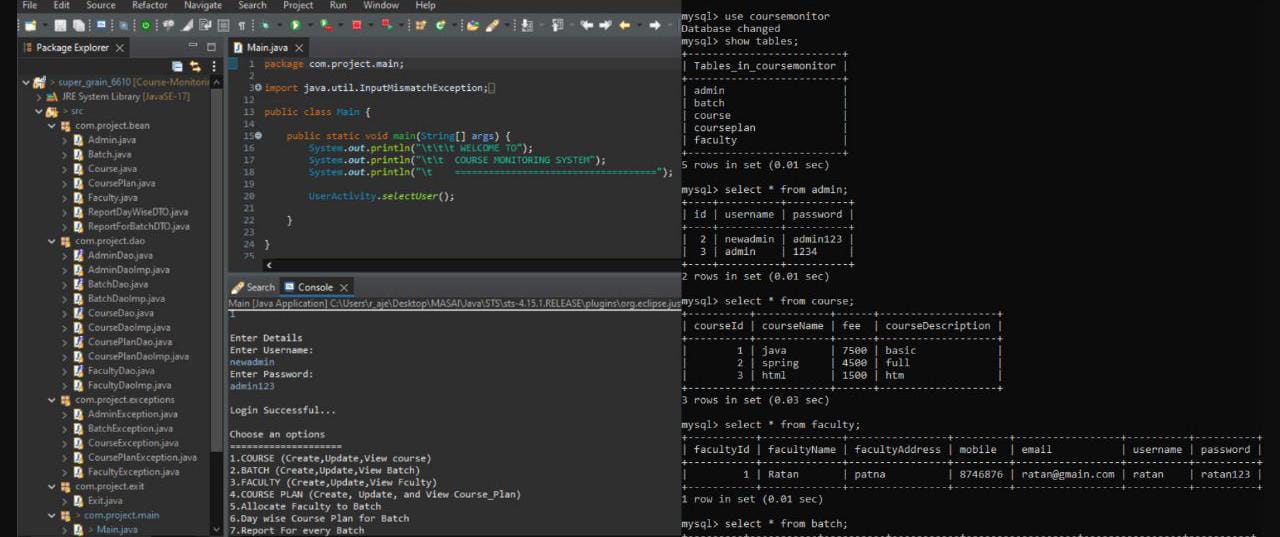 File Edit Source Refactor Navigate Search Project Run Window Help
Package Explorer
> super_grain_6610 [Course-Monitorin
JRE System Library [JavaSE-17]
> src
com.project.bean
Admin.java
Batch.java
Course.java
CoursePlan.java
Faculty.java
ReportDayWiseDTO.java
ReportForBatchDTO.java
com.project.dao
AdminDao.java
AdminDaoImp.java
BatchDao.java
BatchDaoImp.java
CourseDao.java
CourseDaoImp.java
CoursePlanDao.java
CoursePlanDaoImp.java
FacultyDao.java
FacultyDaoImp.java
com.project.exceptions
AdminException.java
BatchException.java
CourseException.java
CoursePlanException.java
FacultyException.java
com.project.exit
Exit.java
> com.project.main
> Main.java
Main.java
1 package com.project.main;
2
3 import java.util.InputMismatchException;
12
13 public class Main {
14
15 public static void main(String[] args) {
16 System.out.println("\t\t\t WELCOME TO");
17 System.out.println("\t\t  COURSE MONITORING SYSTEM");
18 System.out.println("\t    ====================================");
19
20 UserActivity.selectUser();
21
22 }
23
24 }
25
Search Console
Main [Java Application] C:\Users\r_aje\Desktop\MASAI\Java\STS\sts-4.15.1.RELEASE\plugins\org.eclipse.jus
1
Enter Details
Enter Username:
newadmin
Enter Password:
admin123
Login Successful...
Choose an options
===================
1.COURSE (Create,Update,View course)
2.BATCH (Create,Update,View Batch)
3.FACULTY (Create,Update,View Fculty)
4.COURSE PLAN (Create, Update, and View Course_Plan)
5.Allocate Faculty to Batch
6.Day wise Course Plan for Batch
7.Report For every Batch
mysql> use coursemonitor
Database changed
mysql> show tables;
+-------------------------+
| Tables_in_coursemonitor |
+-------------------------+
| admin |
| batch |
| course |
| courseplan |
| faculty |
+-------------------------+
5 rows in set (0.01 sec)
mysql> select * from admin;
+----+----------+----------+
| id | username | password |
+----+----------+----------+
| 2 | newadmin | admin123 |
| 3 | admin | 1234 |
+----+----------+----------+
2 rows in set (0.01 sec)
mysql> select * from course;
+----------+------------+------+-------------------+
| courseId | courseName | fee | courseDescription |
+----------+------------+------+-------------------+
| 1 | java | 7500 | basic |
| 2 | spring | 4500 | full |
| 3 | html | 1500 | htm |
+----------+------------+------+-------------------+
3 rows in set (0.03 sec)
mysql> select * from faculty;
+-----------+-------------+----------------+---------+-----------------+----------+----------+
| facultyId | facultyName | facultyAddress | mobile | email | username | password |
+-----------+-------------+----------------+---------+-----------------+----------+----------+
| 1 | Ratan | patna | 8746876 | ratan@gmain.com | ratan | ratan123 |
+-----------+-------------+----------------+---------+-----------------+----------+----------+
1 row in set (0.01 sec)
mysql> select * from batch;